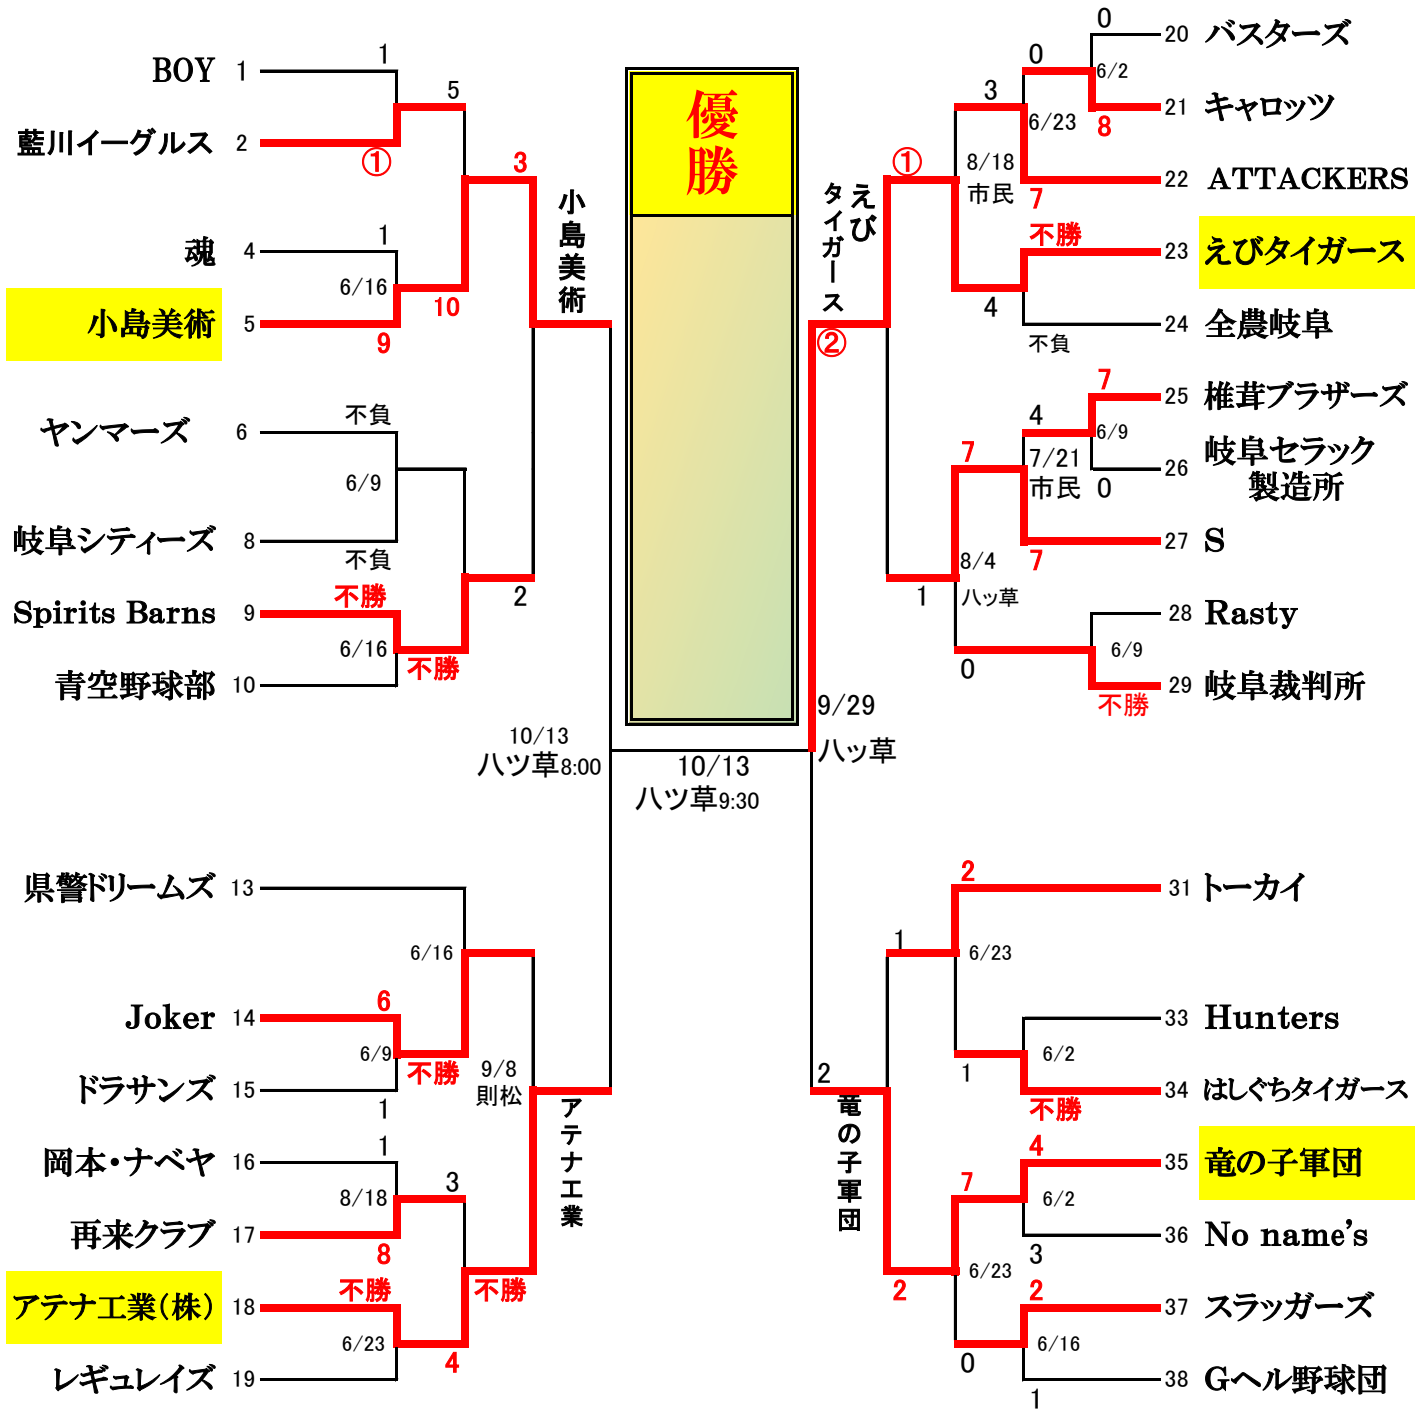 BOY 1
1
藍川イーグルス 2
①
5
魂 4
1
6/16
小島美術 5
9
10
3
小島美術
ヤンマーズ 6
不負
6/9
岐阜シティーズ 8
不負
Spirits Barns 9
不勝
6/16
不勝
青空野球部 10
2
10/13
八ツ草8:00
県警ドリームズ 13
6/16
Joker 14
6
6/9
不勝
ドラサンズ 15
1
9/8
則松
アテナ工業
岡本・ナベヤ 16
1
8/18
3
再来クラブ 17
8
アテナ工業(株) 18
不勝
不勝
6/23
4
レギュレイズ 19
優勝
10/13
八ツ草9:30
0
20 バスターズ
6/2
0
21 キャロッツ
8
3
6/23
22 ATTACKERS
7
8/18
市民
①
えび
タイガース
②
不勝
23 えびタイガース
4
24 全農岐阜
不負
7
25 椎茸ブラザーズ
4
6/9
26 岐阜セラック
製造所
0
7/21
市民
7
27 S
7
8/4
八ッ草
1
28 Rasty
6/9
0
29 岐阜裁判所
不勝
9/29
八ッ草
2
31 トーカイ
1
6/23
33 Hunters
6/2
1
34 はしぐちタイガース
不勝
2
竜の子軍団
4
35 竜の子軍団
7
6/2
36 No name's
3
6/23
2
2
37 スラッガーズ
6/16
0
38 Gヘル野球団
1